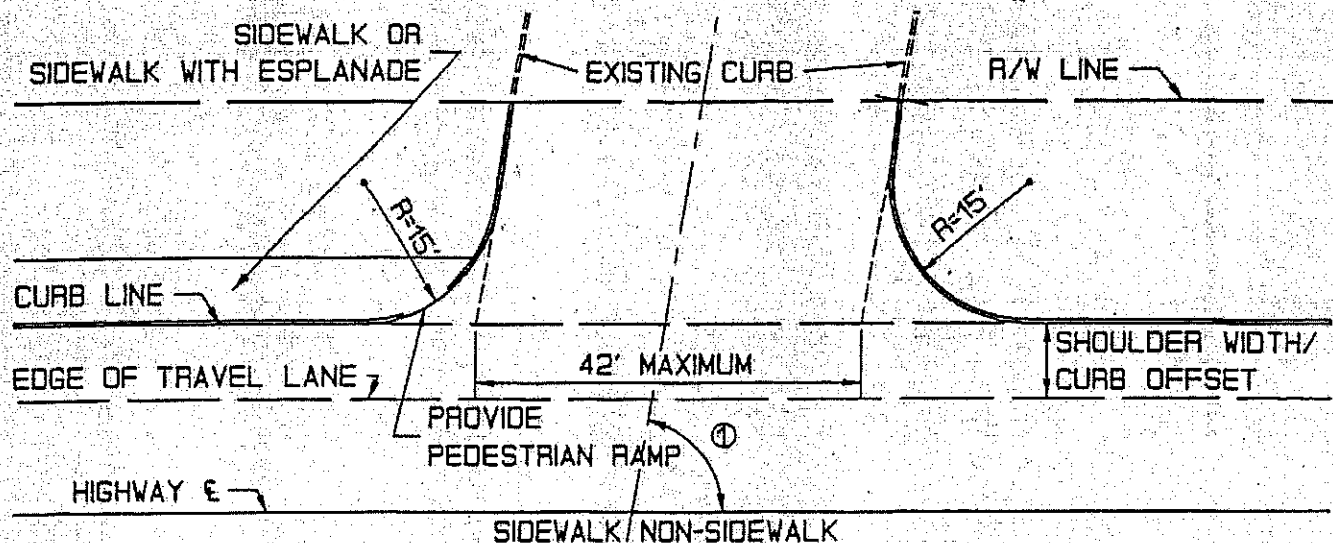 SIDEWALK OR
SIDEWALK WITH ESPLANADE
EXISTING CURB
R/W LINE
R=15'
R=15'
CURB LINE
SHOULDER WIDTH/
CURB OFFSET
42' MAXIMUM
EDGE OF TRAVEL LANE
PROVIDE
PEDESTRIAN RAMP
①
HIGHWAY ℄
SIDEWALK NON-SIDEWALK